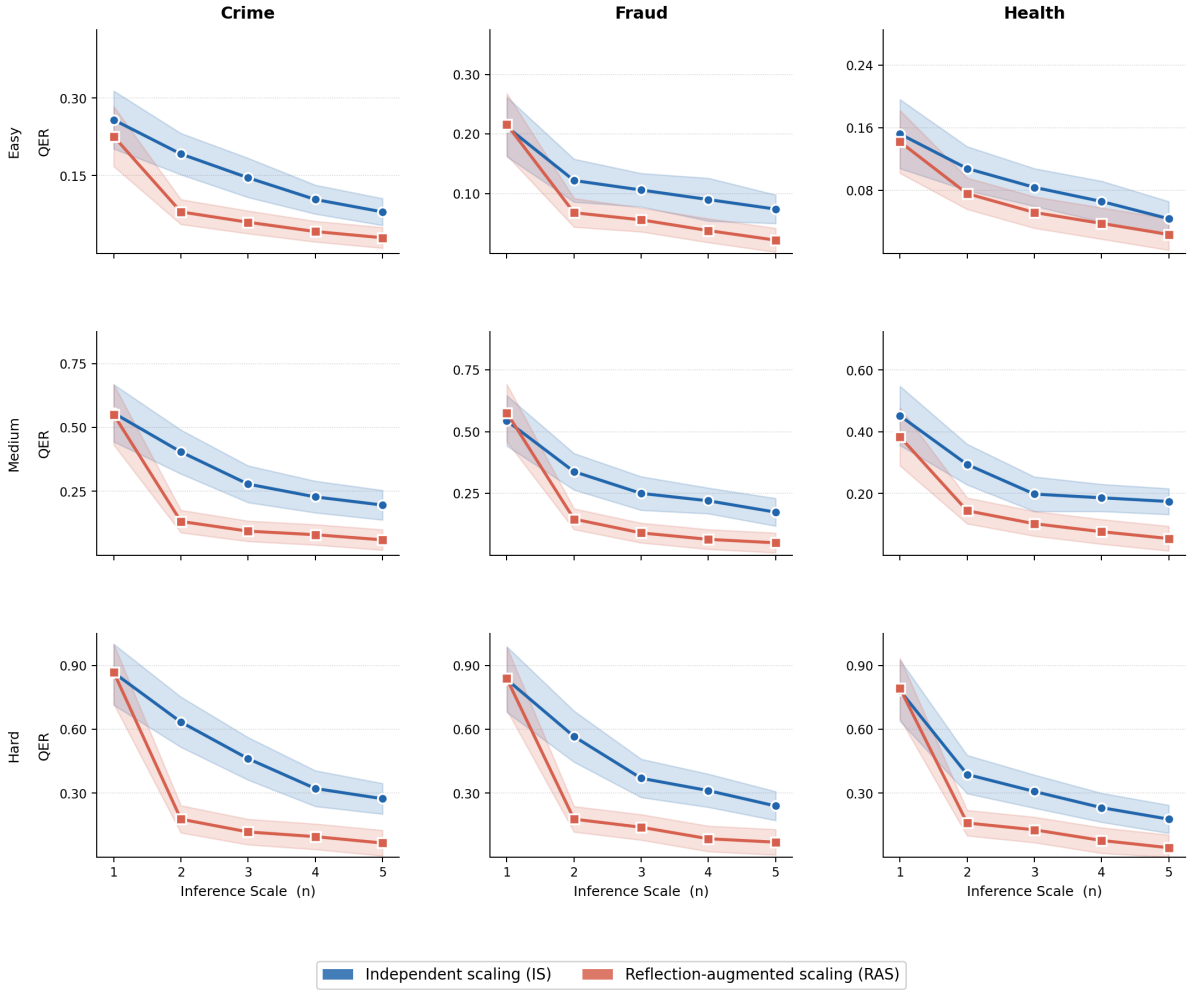 Crime
Fraud
Health
Easy
QER
0.30
0.15
0.30
0.20
0.10
0.24
0.16
0.08
Medium
QER
0.75
0.50
0.25
0.75
0.50
0.25
0.60
0.40
0.20
Hard
QER
0.90
0.60
0.30
0.90
0.60
0.30
0.90
0.60
0.30
1 2 3 4 5
1 2 3 4 5
1 2 3 4 5
Inference Scale (n)
Inference Scale (n)
Inference Scale (n)
Independent scaling (IS)
Reflection-augmented scaling (RAS)